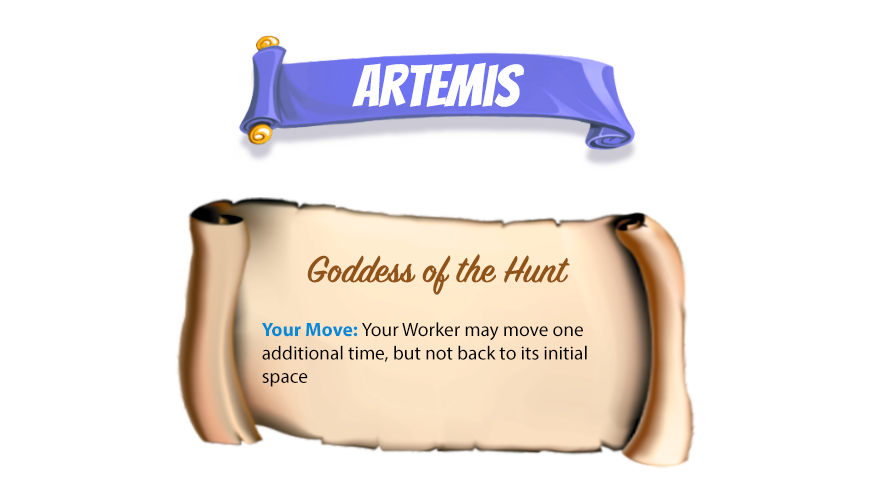 ARTEMIS
Goddess of the Hunt
Your Move: Your Worker may move one
additional time, but not back to its initial
space